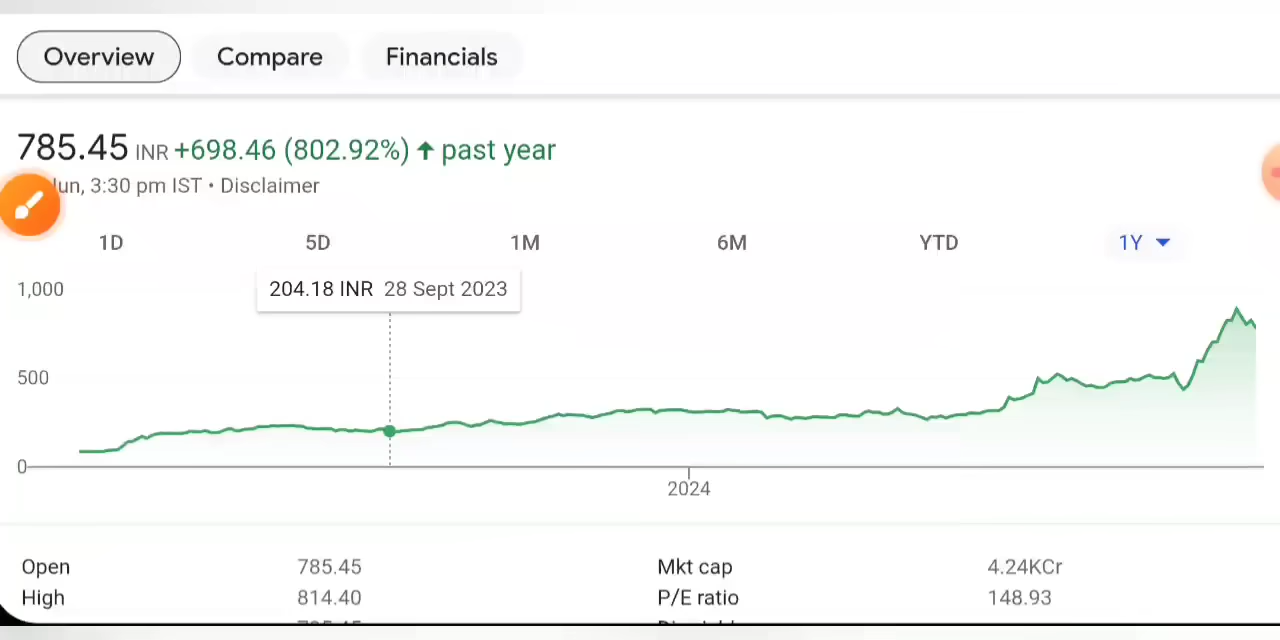 Overview Compare Financials
785.45 INR +698.46 (802.92%) ↑ past year
Jun, 3:30 pm IST • Disclaimer
1D 5D 1M 6M YTD 1Y
204.18 INR 28 Sept 2023
1,000
500
0
2024
Open 785.45 Mkt cap 4.24KCr
High 814.40 P/E ratio 148.93